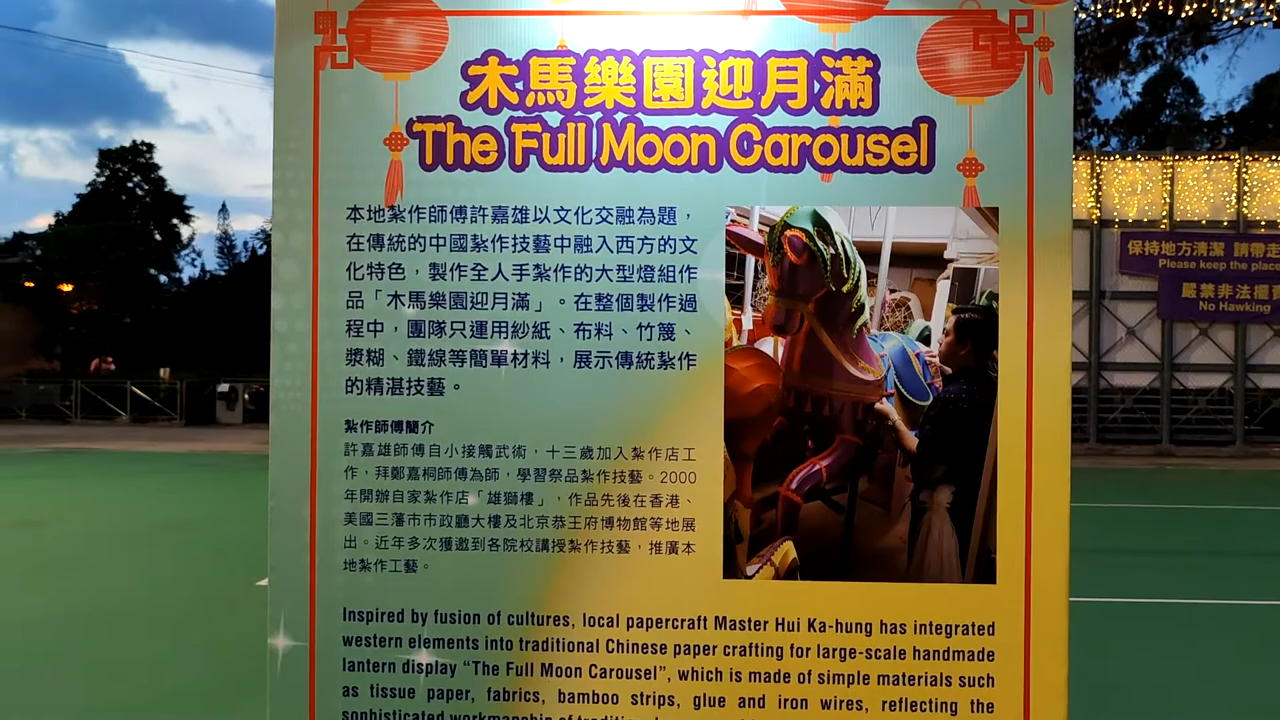 木馬樂園迎月滿
The Full Moon Carousel
本地紮作師傅許嘉雄以文化交融為題，
在傳統的中國紮作技藝中融入西方的文
化特色，製作全人手紮作的大型燈組作
品「木馬樂園迎月滿」。在整個製作過
程中，團隊只運用紗紙、布料、竹篾、
漿糊、鐵線等簡單材料，展示傳統紮作
的精湛技藝。
紮作師傅簡介
許嘉雄師傅自小接觸武術，十三歲加入紮作店工
作，拜鄭嘉桐師傅為師，學習祭品紮作技藝。2000
年開辦自家紮作店「雄獅樓」，作品先後在香港、
美國三藩市市政廳大樓及北京恭王府博物館等地展
出。近年多次獲邀到各院校講授紮作技藝，推廣本
地紮作工藝。
Inspired by fusion of cultures, local papercraft Master Hui Ka-hung has integrated
western elements into traditional Chinese paper crafting for large-scale handmade
lantern display “The Full Moon Carousel”, which is made of simple materials such
as tissue paper, fabrics, bamboo strips, glue and iron wires, reflecting the
sophisticated workmanship of
保持地方清潔 請帶走
Please keep the place
嚴禁非法擺
No Hawking